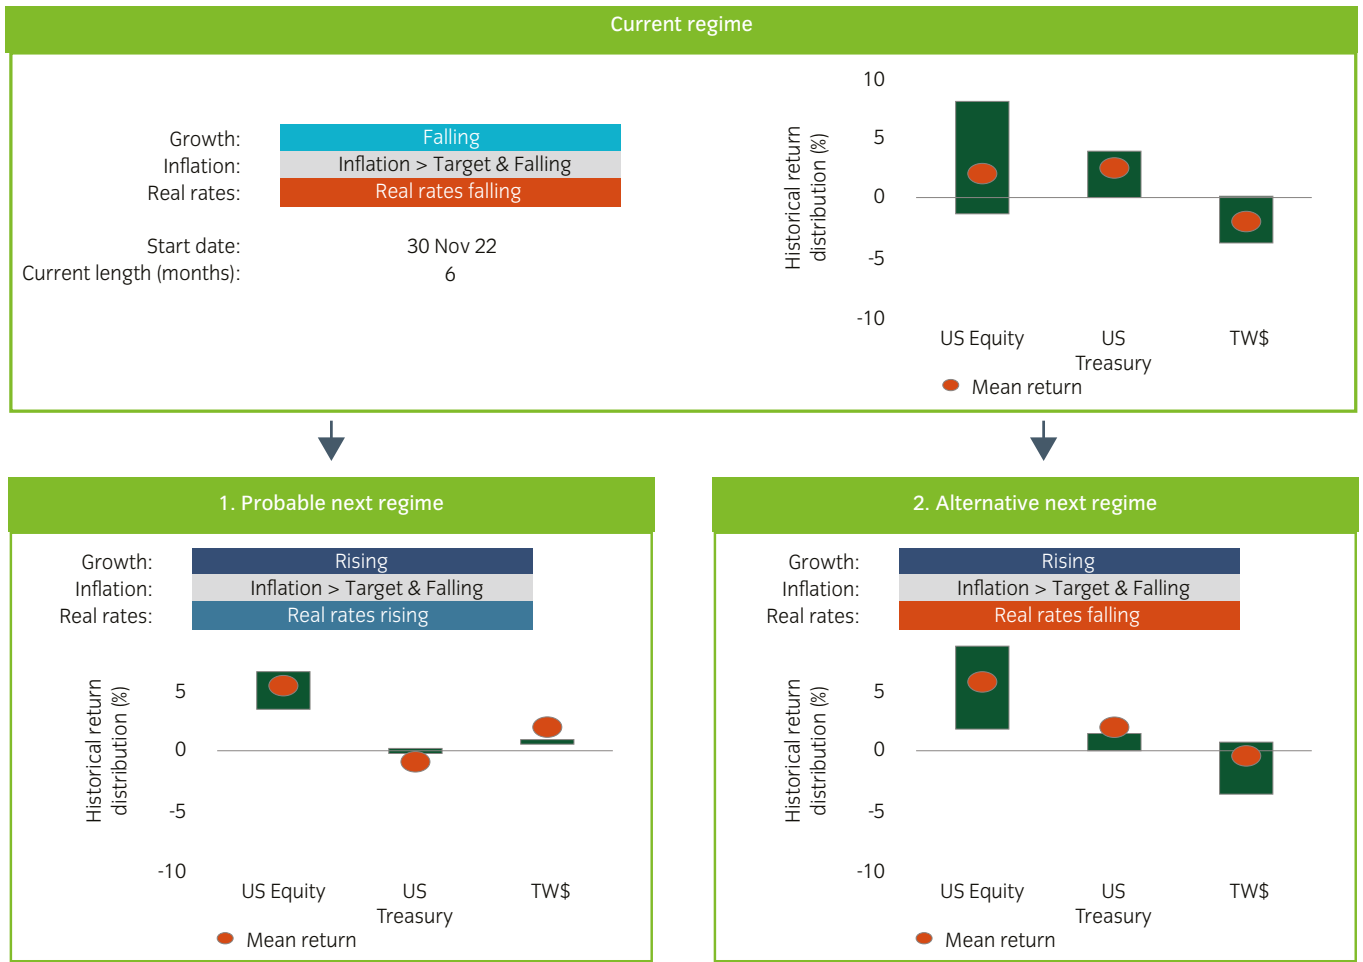 Current regime
Growth: Falling
Inflation: Inflation > Target & Falling
Real rates: Real rates falling
Start date: 30 Nov 22
Current length (months): 6
Historical return
distribution (%)
10
5
0
-5
-10
US Equity
US
Treasury
TW$
Mean return
1. Probable next regime
Growth: Rising
Inflation: Inflation > Target & Falling
Real rates: Real rates rising
Historical return
distribution (%)
5
0
-5
-10
US Equity
US
Treasury
TW$
Mean return
2. Alternative next regime
Growth: Rising
Inflation: Inflation > Target & Falling
Real rates: Real rates falling
Historical return
distribution (%)
5
0
-5
-10
US Equity
US
Treasury
TW$
Mean return